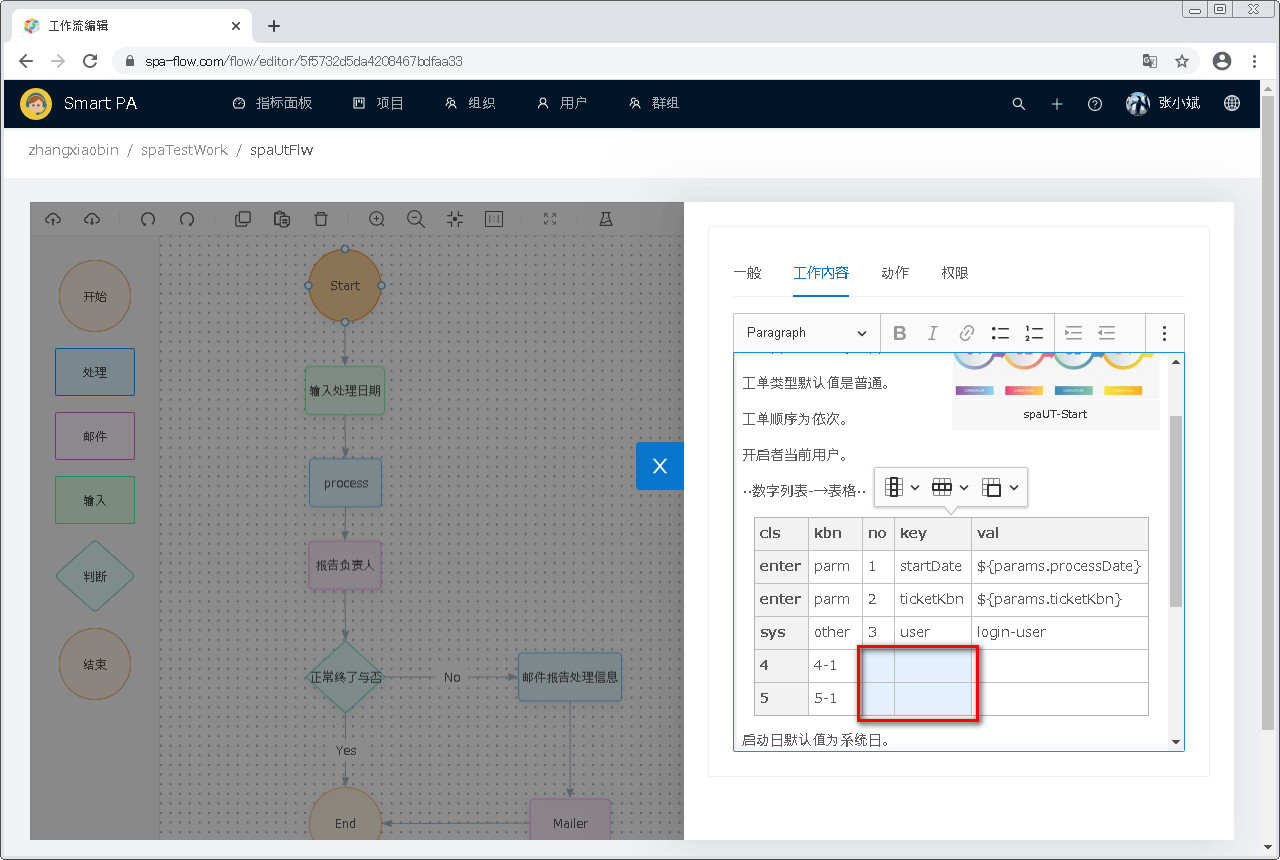 工作流编辑
spa-flow.com/flow/editor/5f5732d5da4208467bdfaa33
Smart PA 指标面板 项目 组织 用户 群组 张小斌
zhangxiaobin / spaTestWork / spaUtFlw
开始
处理
邮件
输入
判断
结束
Start
输入处理日期
process
报告负责人
正常终了与否
No
邮件报告处理信息
Yes
End
Mailer
X
一般 工作内容 动作 权限
Paragraph
工单类型默认值是普通。
工单顺序为依次。
开启者当前用户。
spaUT-Start
··数字列表-→表格··
cls kbn no key val
enter parm 1 startDate ${params.processDate}
enter parm 2 ticketKbn ${params.ticketKbn}
sys other 3 user login-user
4 4-1
5 5-1
启动日默认值为系统日。